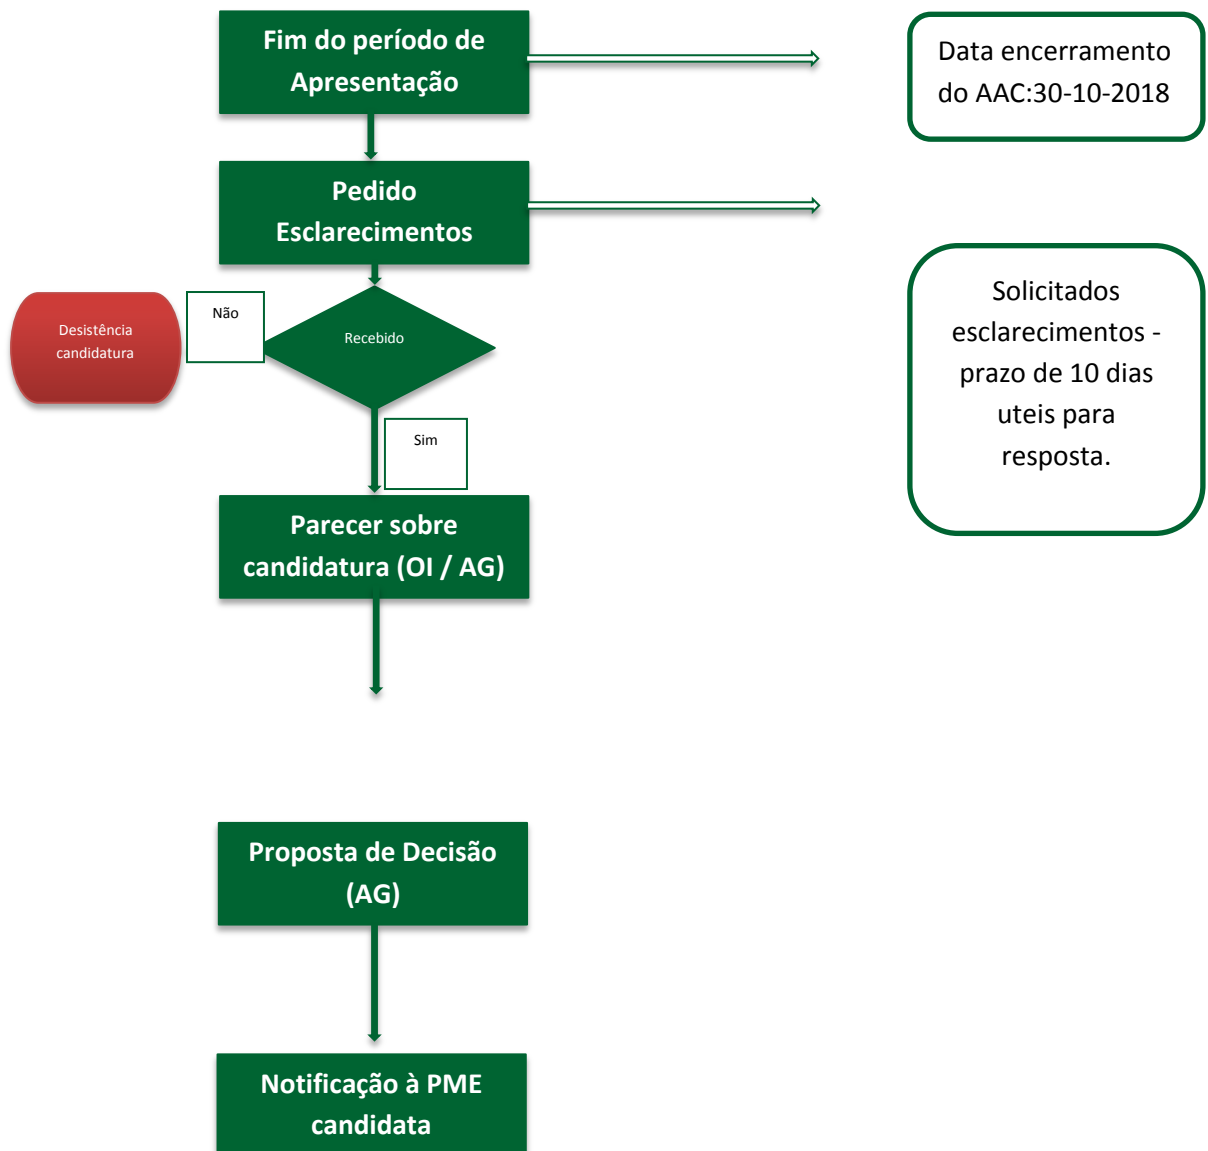 Fim do período de
Apresentação
Data encerramento
do AAC:30-10-2018
Pedido
Esclarecimentos
Solicitados
esclarecimentos -
prazo de 10 dias
uteis para
resposta.
Não
Desistência
candidatura
Recebido
Sim
Parecer sobre
candidatura (OI / AG)
Proposta de Decisão
(AG)
Notificação à PME
candidata